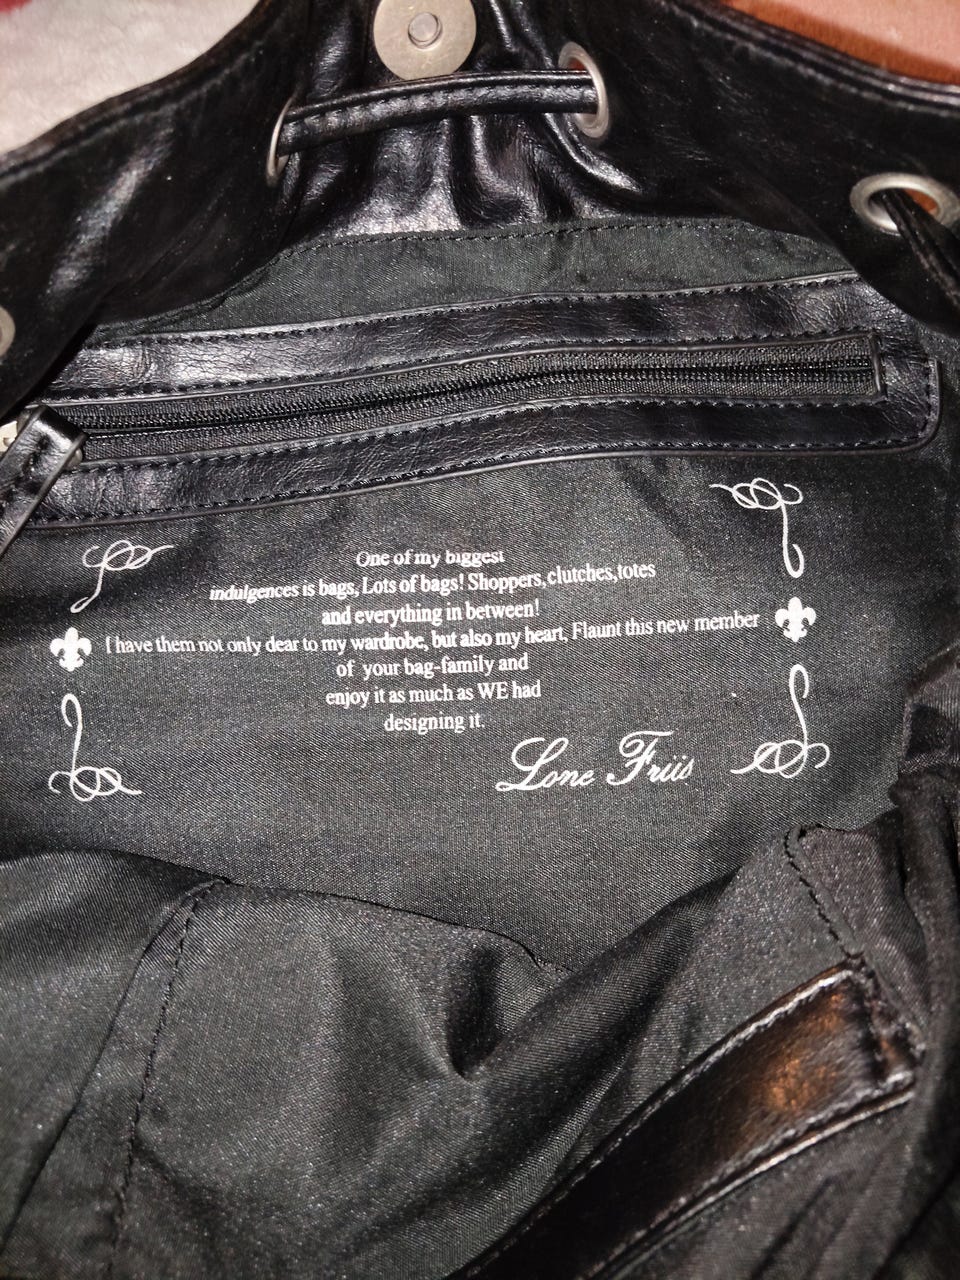 One of my biggest
indulgences is bags, Lots of bags! Shoppers, clutches, totes
and everything in between!
I have them not only dear to my wardrobe, but also my heart, Flaunt this new member
of your bag-family and
enjoy it as much as WE had
designing it.
Lone Friis